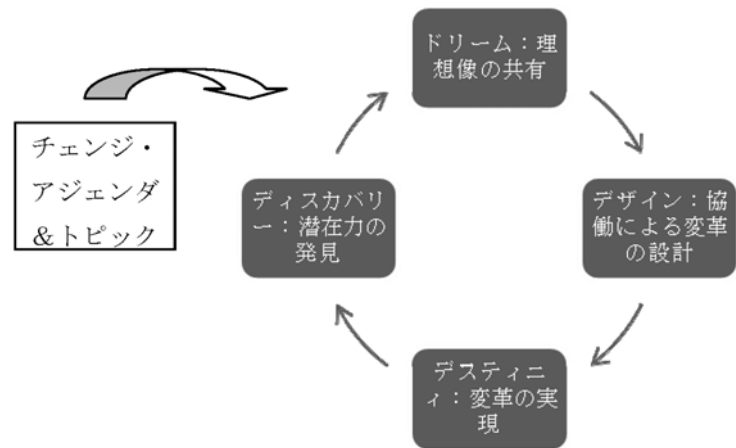 チェンジ・
アジェンダ
&トピック
ドリーム：理
想像の共有
デザイン：協
働による変革
の設計
デスティニ
ィ：変革の実
現
ディスカバリ
ー：潜在力の
発見